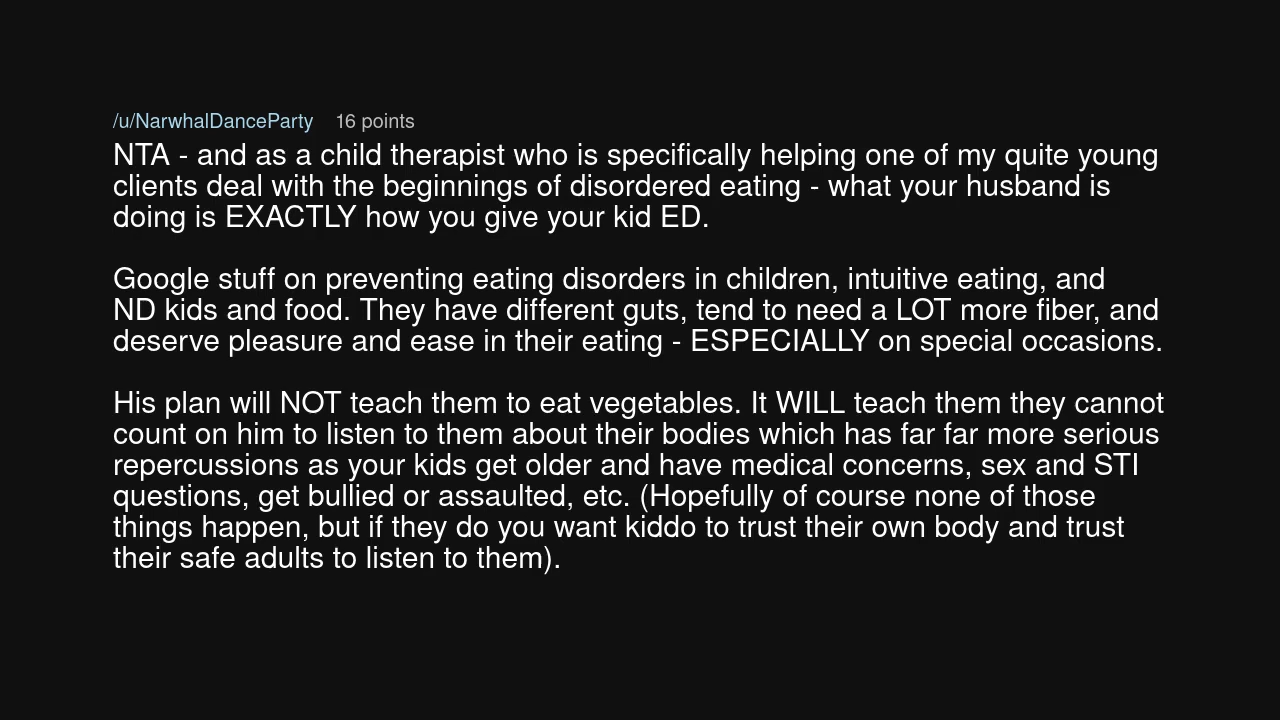 /u/NarwhalDanceParty 16 points
NTA - and as a child therapist who is specifically helping one of my quite young
clients deal with the beginnings of disordered eating - what your husband is
doing is EXACTLY how you give your kid ED.
Google stuff on preventing eating disorders in children, intuitive eating, and
ND kids and food. They have different guts, tend to need a LOT more fiber, and
deserve pleasure and ease in their eating - ESPECIALLY on special occasions.
His plan will NOT teach them to eat vegetables. It WILL teach them they cannot
count on him to listen to them about their bodies which has far far more serious
repercussions as your kids get older and have medical concerns, sex and STI
questions, get bullied or assaulted, etc. (Hopefully of course none of those
things happen, but if they do you want kiddo to trust their own body and trust
their safe adults to listen to them).